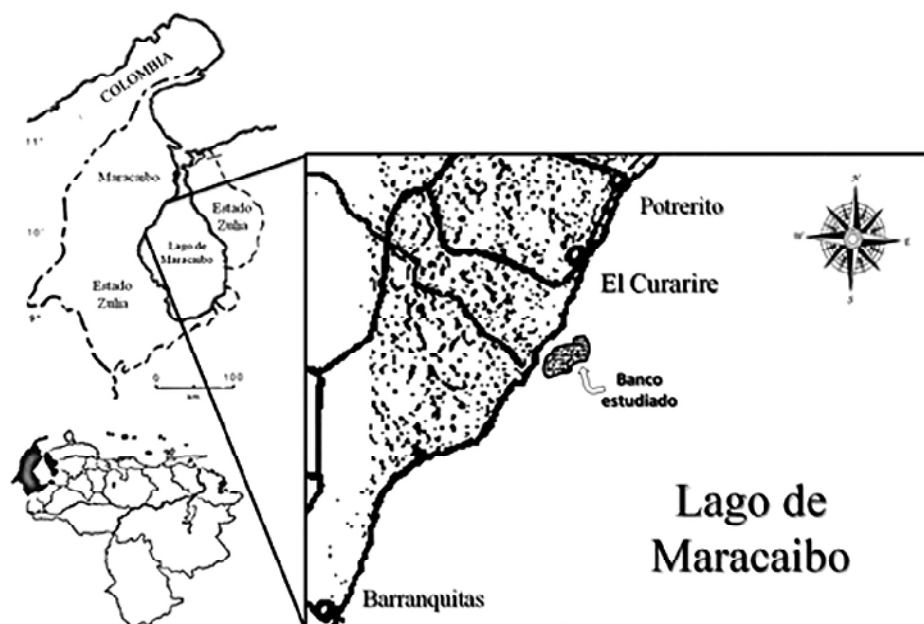 COLOMBIA
11°
Maracaibo
10°
Estado
Zulia
Lago de
Maracaibo
Estado
Zulia
9°
0 100
km
Potrerito
N
W
E
S
El Curarire
Banco
estudiado
Lago de
Maracaibo
Barranquitas